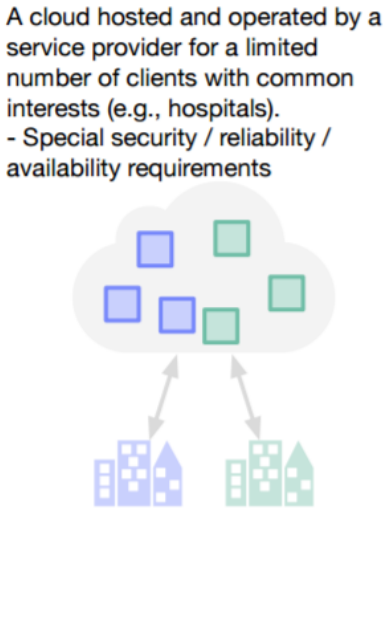 A cloud hosted and operated by a
service provider for a limited
number of clients with common
interests (e.g., hospitals).
- Special security / reliability /
availability requirements